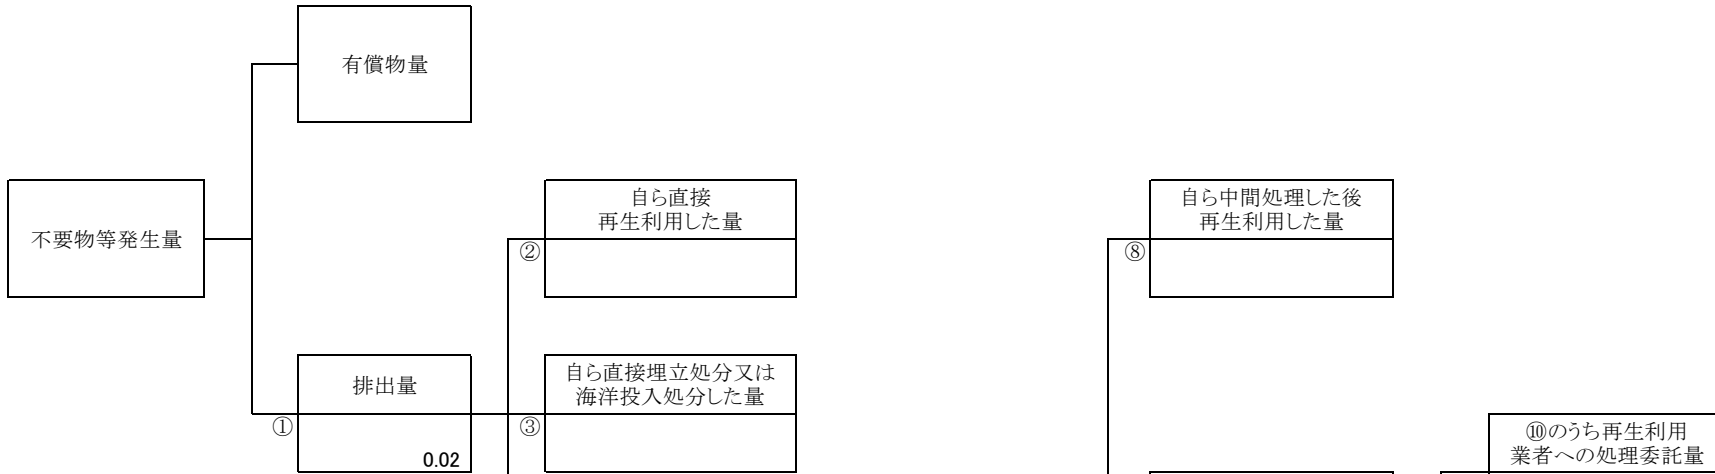 有償物量
不要物等発生量
自ら直接
再生利用した量
②
自ら中間処理した後
再生利用した量
⑧
排出量
①
0.02
自ら直接埋立処分又は
海洋投入処分した量
③
⑩のうち再生利用
業者への処理委託量